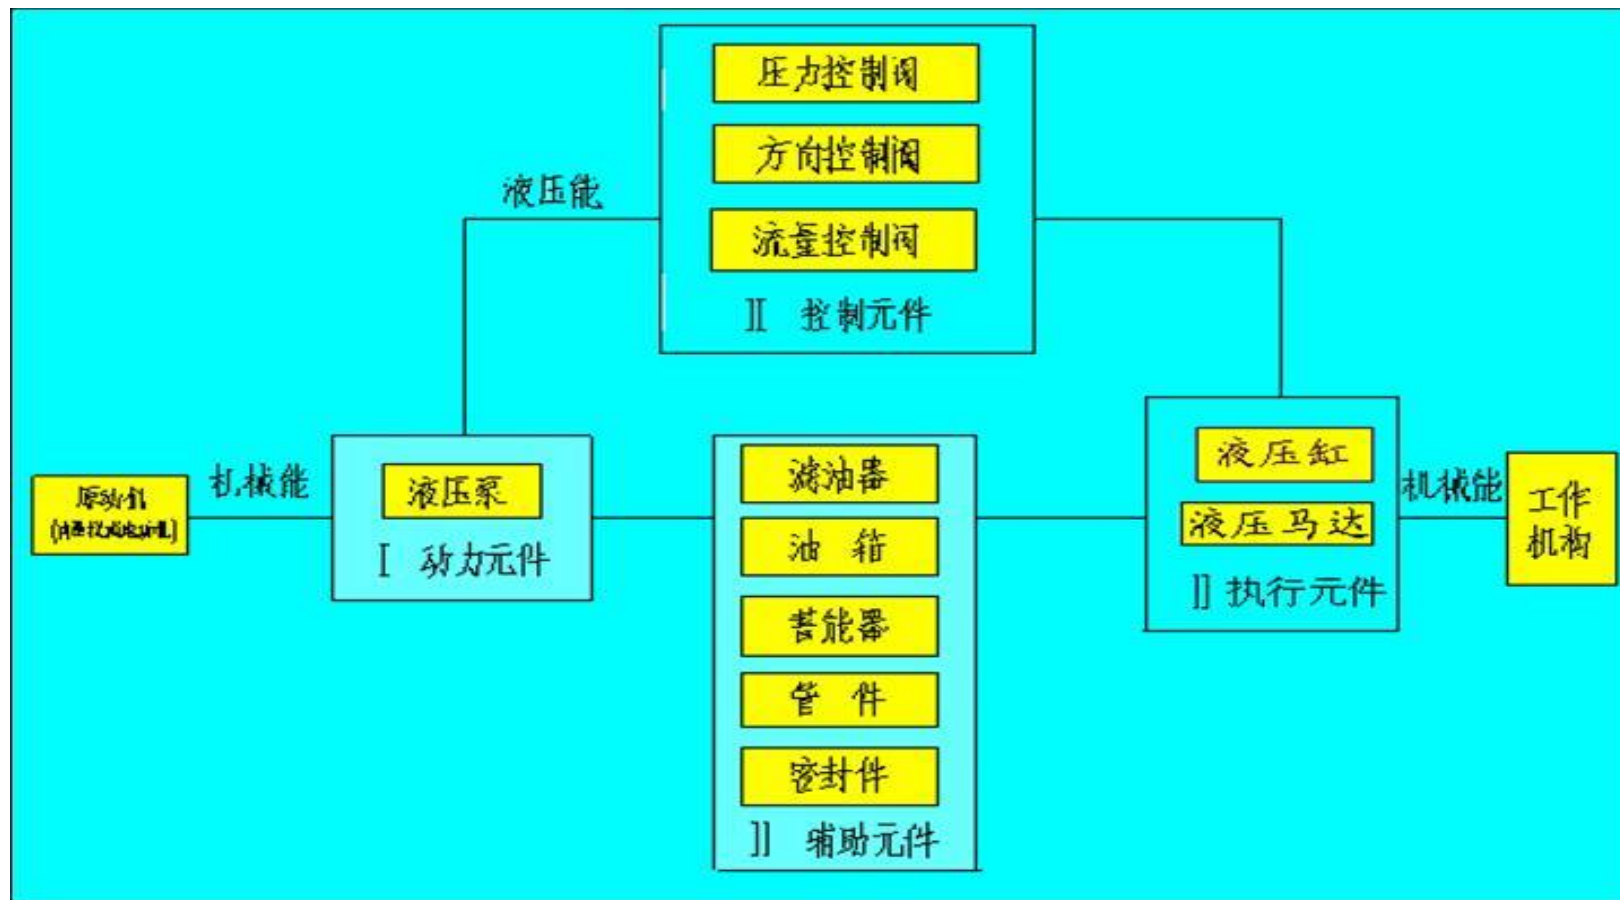 压力控制阀
方向控制阀
流量控制阀
II 控制元件
液压能
原动机
机械能
液压泵
I 动力元件
滤油器
油箱
蓄能器
管件
密封件
]] 辅助元件
液压缸
液压马达
]] 执行元件
机械能
工作
机构